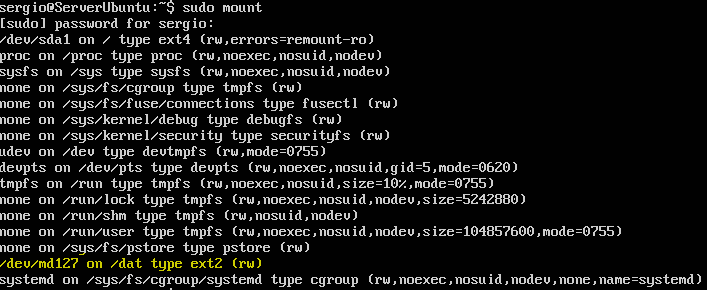 sergio@ServerUbuntu:~$ sudo mount
[sudo] password for sergio:
/dev/sda1 on / type ext4 (rw,errors=remount-ro)
proc on /proc type proc (rw,noexec,nosuid,nodev)
sysfs on /sys type sysfs (rw,noexec,nosuid,nodev)
none on /sys/fs/cgroup type tmpfs (rw)
none on /sys/fs/fuse/connections type fusectl (rw)
none on /sys/kernel/debug type debugfs (rw)
none on /sys/kernel/security type securityfs (rw)
udev on /dev type devtmpfs (rw,mode=0755)
devpts on /dev/pts type devpts (rw,noexec,nosuid,gid=5,mode=0620)
tmpfs on /run type tmpfs (rw,noexec,nosuid,size=10%,mode=0755)
none on /run/lock type tmpfs (rw,noexec,nosuid,nodev,size=5242880)
none on /run/shm type tmpfs (rw,nosuid,nodev)
none on /run/user type tmpfs (rw,noexec,nosuid,nodev,size=104857600,mode=0755)
none on /sys/fs/pstore type pstore (rw)
/dev/md127 on /dat type ext2 (rw)
systemd on /sys/fs/cgroup/systemd type cgroup (rw,noexec,nosuid,nodev,none,name=systemd)